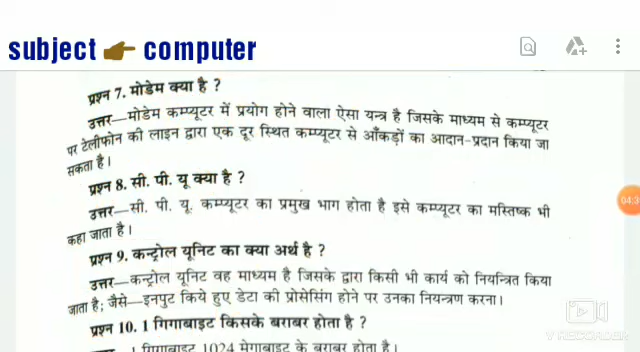 subject 👉 computer
प्रश्न 7. मोडेम क्या है ?
उत्तर—मोडेम कम्प्यूटर में प्रयोग होने वाला ऐसा यन्त्र है जिसके माध्यम से कम्प्यूटर
पर टेलीफोन की लाइन द्वारा एक दूर स्थित कम्प्यूटर से आँकड़ों का आदान-प्रदान किया जा
सकता है।
प्रश्न 8. सी. पी. यू क्या है ?
उत्तर—सी. पी. यू. कम्प्यूटर का प्रमुख भाग होता है इसे कम्प्यूटर का मस्तिष्क भी
कहा जाता है।
प्रश्न 9. कन्ट्रोल यूनिट का क्या अर्थ है ?
उत्तर—कन्ट्रोल यूनिट वह माध्यम है जिसके द्वारा किसी भी कार्य को नियन्त्रित किया
जाता है; जैसे—इनपुट किये हुए डेटा की प्रोसेसिंग होने पर उनका नियन्त्रण करना।
प्रश्न 10. 1 गिगाबाइट किसके बराबर होता है ?
1 गिगाबाइट 1024 मेगाबाइट के बराबर होता है।